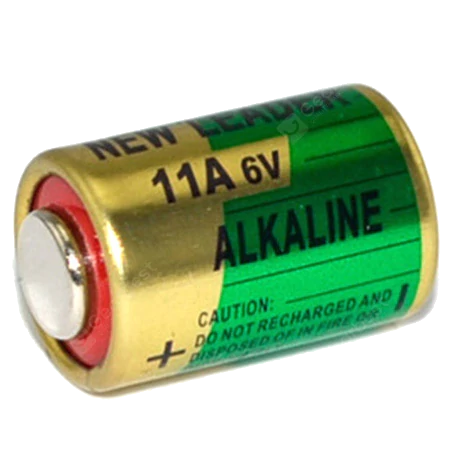 NEW LEADER
11A 6V
ALKALINE
CAUTION:
+ DO NOT RECHARGED AND
DISPOSED OF IN FIRE OR